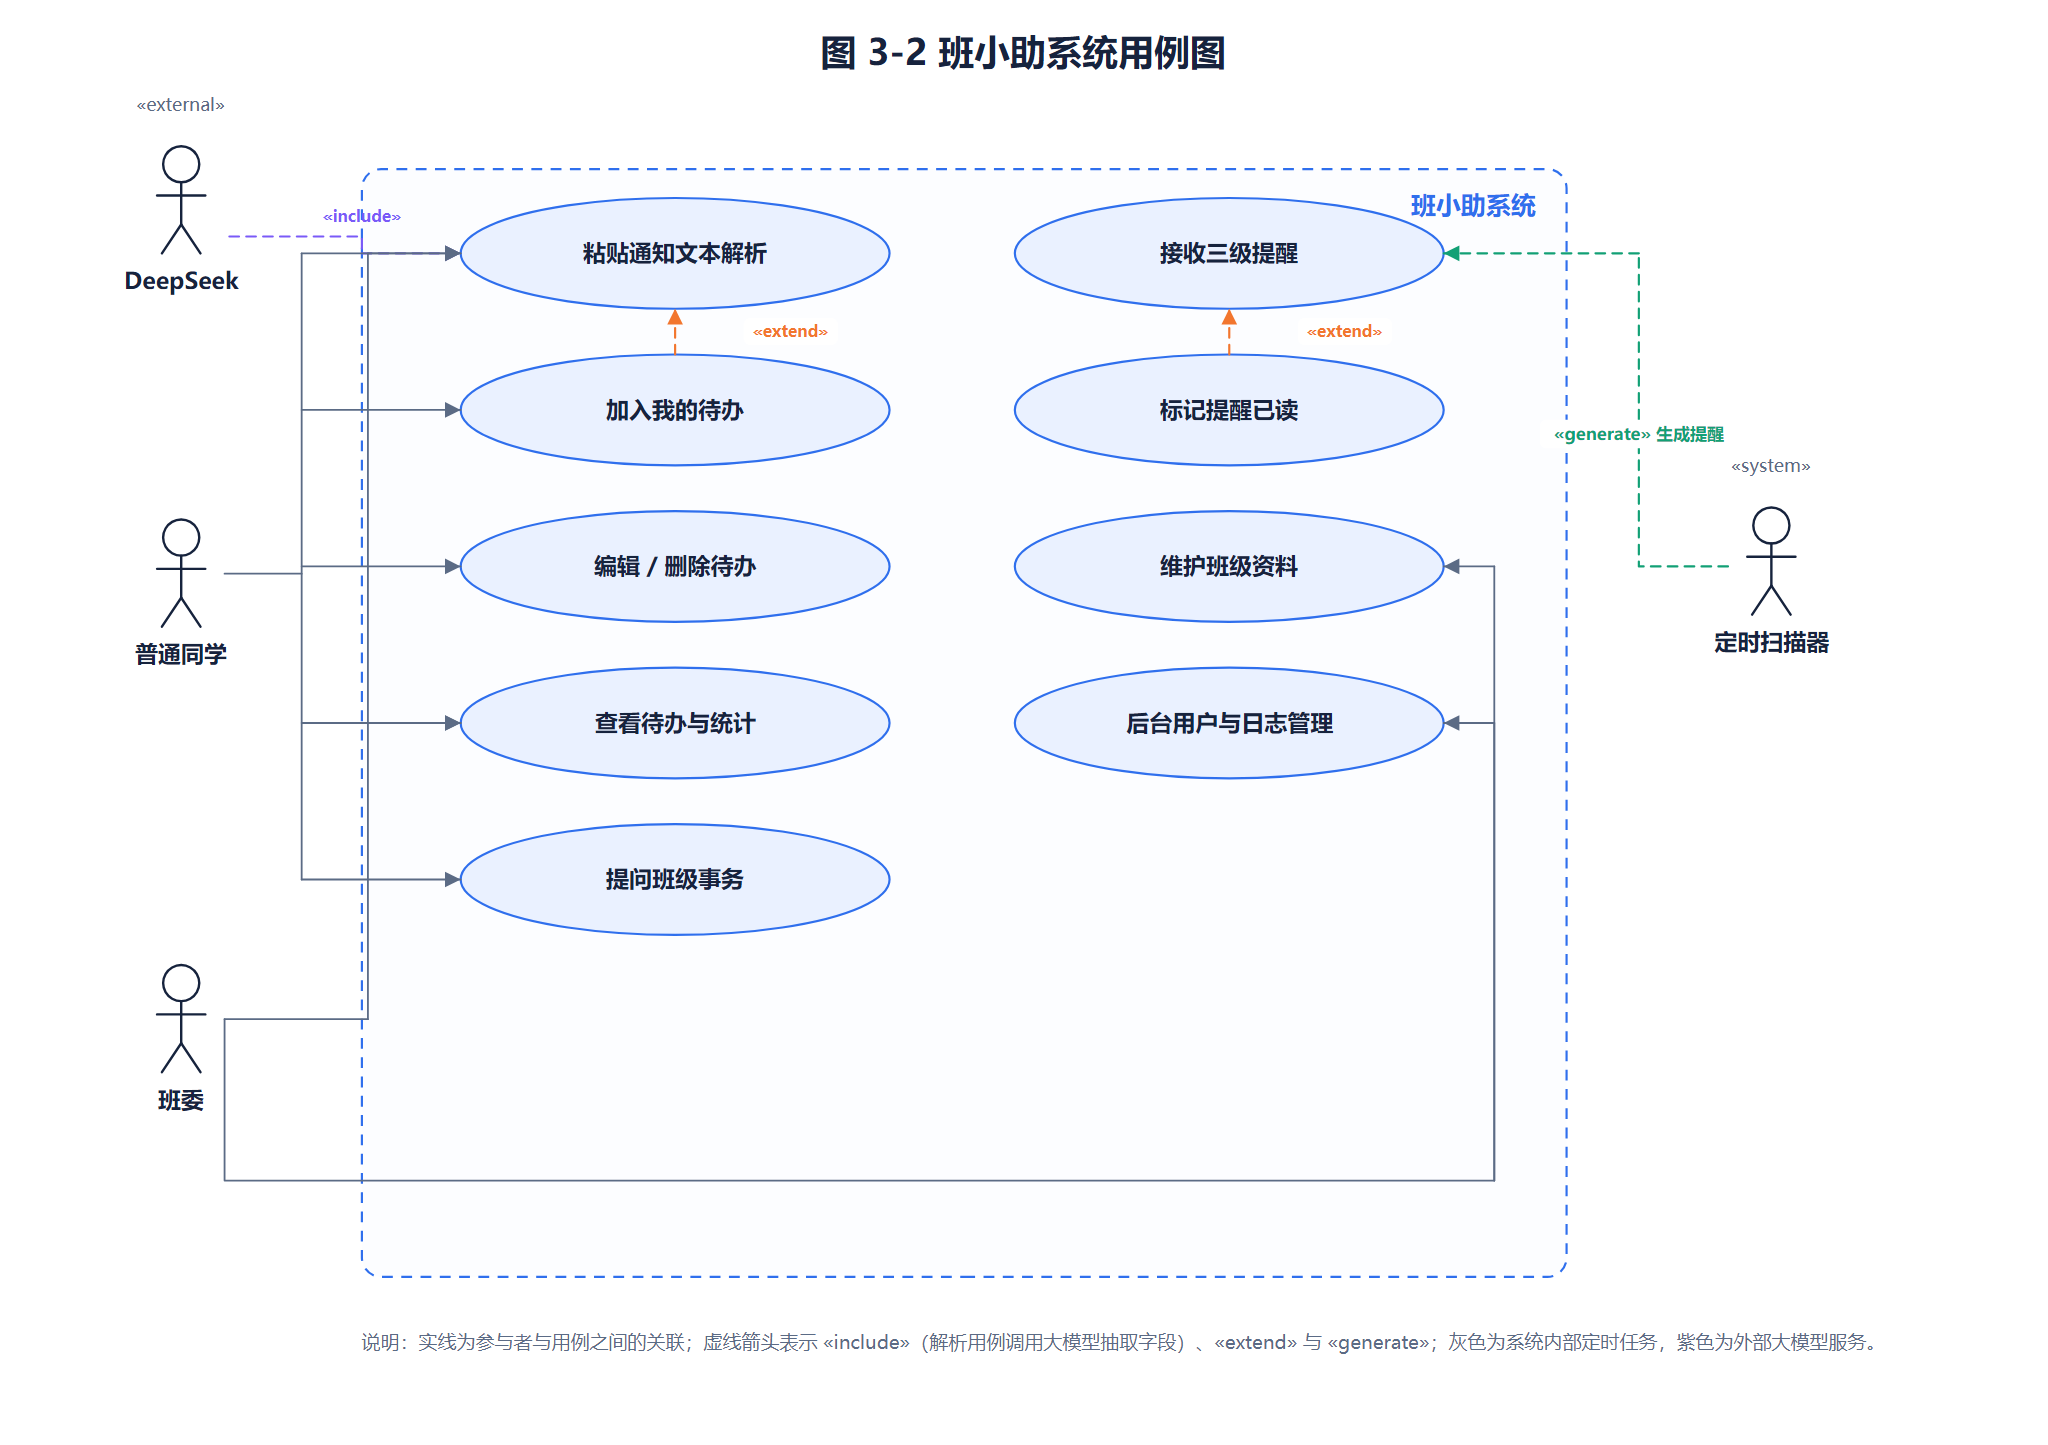 图 3-2 班小助系统用例图
«external»
DeepSeek
«include»
班小助系统
粘贴通知文本解析
接收三级提醒
«extend»
«extend»
加入我的待办
标记提醒已读
«generate» 生成提醒
«system»
定时扫描器
普通同学
编辑 / 删除待办
维护班级资料
查看待办与统计
后台用户与日志管理
提问班级事务
班委
说明：实线为参与者与用例之间的关联；虚线箭头表示 «include»（解析用例调用大模型抽取字段）、«extend» 与 «generate»；灰色为系统内部定时任务，紫色为外部大模型服务。